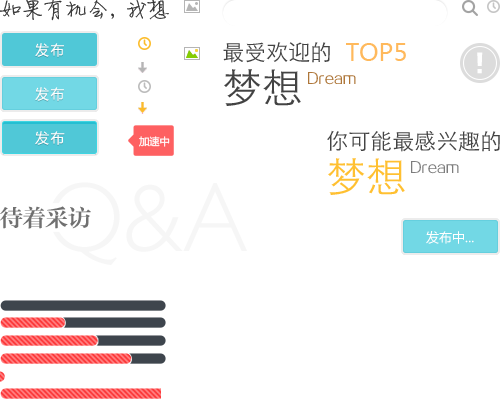 如果有机会，我想
最受欢迎的 TOP5
梦想 Dream
发布
发布
发布
加速中
你可能最感兴趣的
梦想 Dream
Q&A
待着采访
发布中...